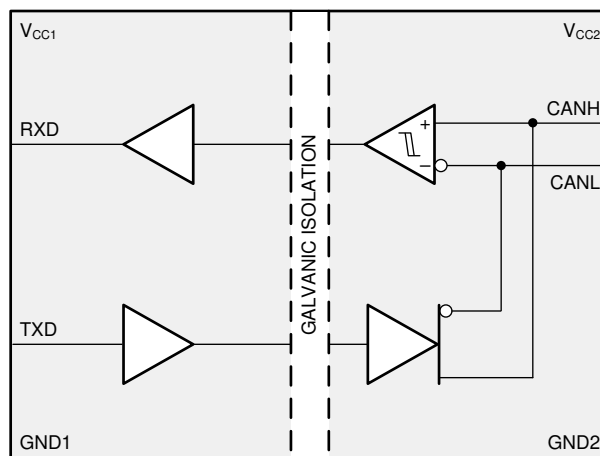 VCC1
VCC2
RXD
CANH
+
−
CANL
GALVANIC ISOLATION
TXD
GND1
GND2